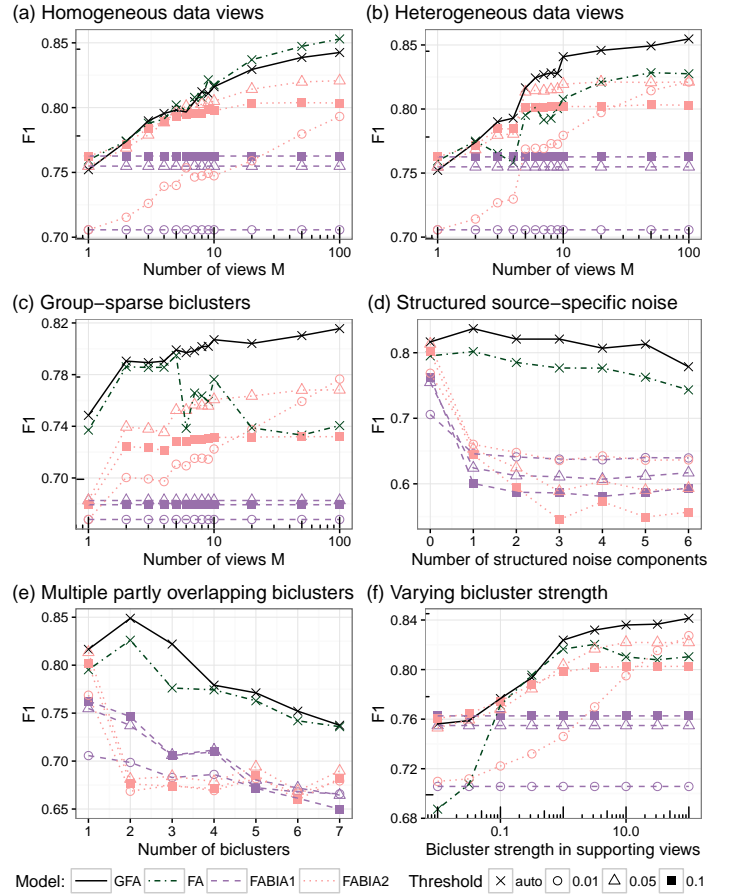 (a) Homogeneous data views
(b) Heterogeneous data views
F1
0.85
0.80
0.75
0.70
1
10
100
Number of views M
F1
0.85
0.80
0.75
0.70
1
10
100
Number of views M
(c) Group−sparse biclusters
(d) Structured source−specific noise
F1
0.82
0.78
0.74
0.70
1
10
100
Number of views M
F1
0.8
0.7
0.6
0 1 2 3 4 5 6
Number of structured noise components
(e) Multiple partly overlapping biclusters
(f) Varying bicluster strength
F1
0.85
0.80
0.75
0.70
0.65
1 2 3 4 5 6 7
Number of biclusters
F1
0.84
0.80
0.76
0.72
0.68
0.1
10.0
Bicluster strength in supporting views
Model: GFA FA FABIA1 FABIA2 Threshold auto 0.01 0.05 0.1